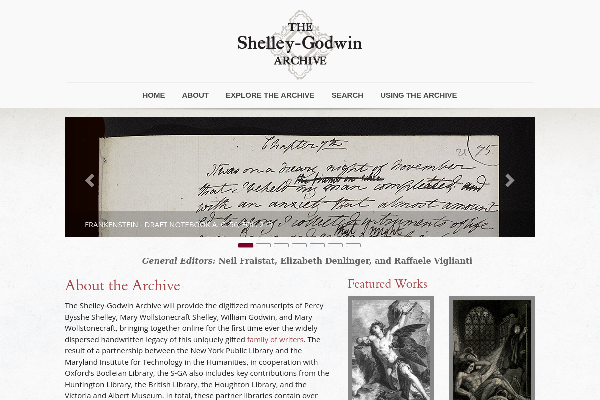 THE
Shelley-Godwin
ARCHIVE
HOME ABOUT EXPLORE THE ARCHIVE SEARCH USING THE ARCHIVE
Chapter 7th
21 75
It was on a dreary night of November
that I beheld my man completed. and
with an anxiety that almost amount
ed to agony I collected instruments of life
FRANKENSTEIN - DRAFT NOTEBOOK A
General Editors: Neil Fraistat, Elizabeth Denlinger, and Raffaele Viglianti
About the Archive
The Shelley-Godwin Archive will provide the digitized manuscripts of Percy
Bysshe Shelley, Mary Wollstonecraft Shelley, William Godwin, and Mary
Wollstonecraft, bringing together online for the first time ever the widely
dispersed handwritten legacy of this uniquely gifted family of writers. The
result of a partnership between the New York Public Library and the
Maryland Institute for Technology in the Humanities, in cooperation with
Oxford's Bodleian Library, the S-GA also includes key contributions from the
Huntington Library, the British Library, the Houghton Library, and the
Victoria and Albert Museum. In total, these partner libraries contain over
Featured Works